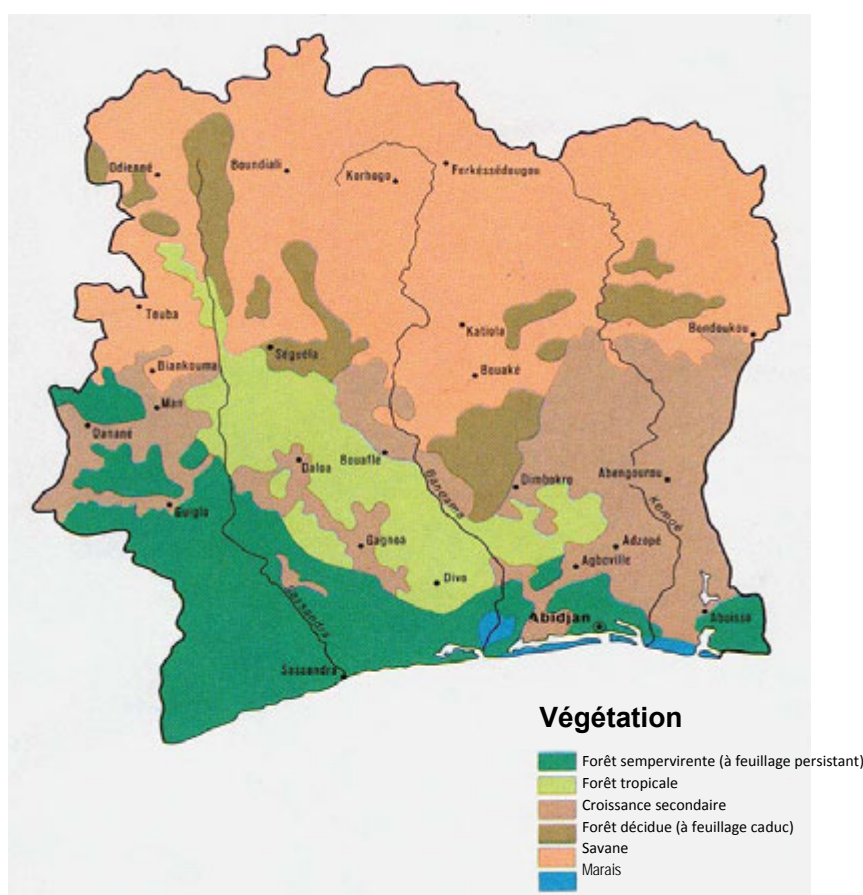 Odienné
Boundiali
Korhogo
Ferkéssédougou
Touba
Katiola
Bondoukou
Séguéla
Biankouma
Bouaké
Man
Danané
Bouaflé
Daloa
Dimbokro
Abengourou
Bandama
Komoé
Guiglo
Gagnoa
Adzopé
Agboville
Divo
Sassandra
Abidjan
Aboisso
Sassandra
Végétation
Forêt sempervirente (à feuillage persistant)
Forêt tropicale
Croissance secondaire
Forêt décidue (à feuillage caduc)
Savane
Marais